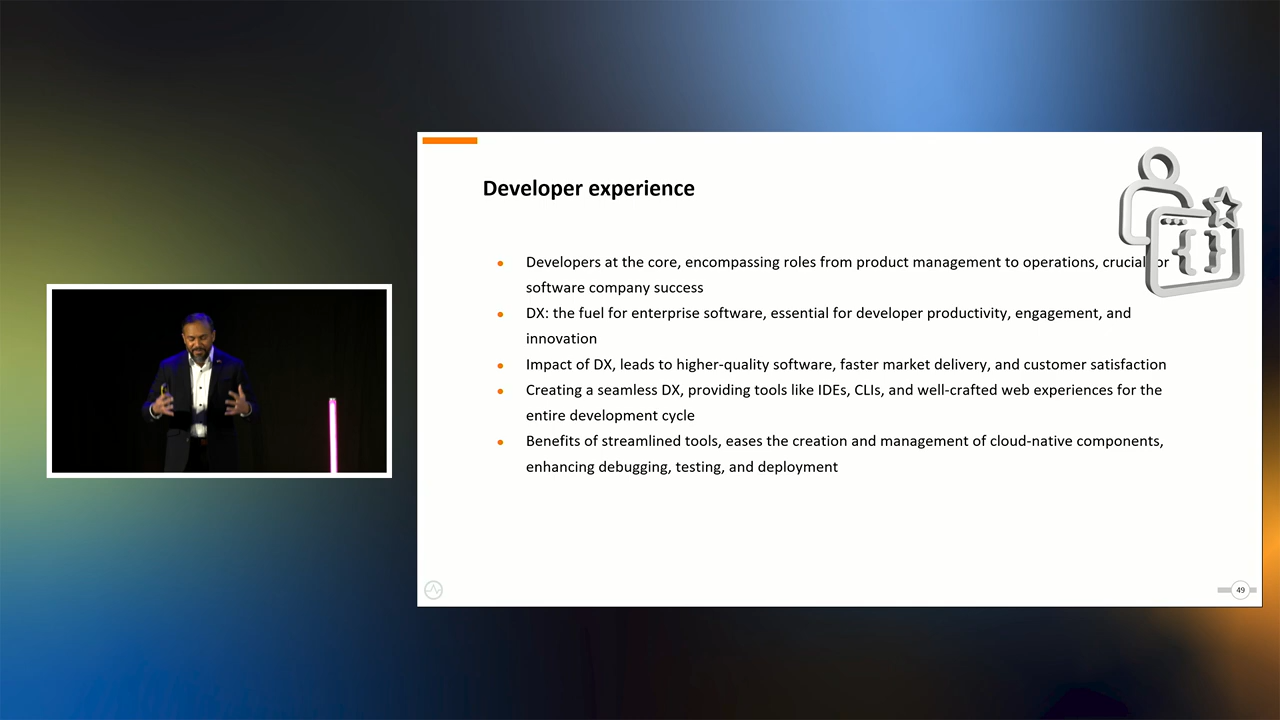 Developer experience
Developers at the core, encompassing roles from product management to operations, crucial or
software company success
DX: the fuel for enterprise software, essential for developer productivity, engagement, and
innovation
Impact of DX, leads to higher-quality software, faster market delivery, and customer satisfaction
Creating a seamless DX, providing tools like IDEs, CLIs, and well-crafted web experiences for the
entire development cycle
Benefits of streamlined tools, eases the creation and management of cloud-native components,
enhancing debugging, testing, and deployment
49